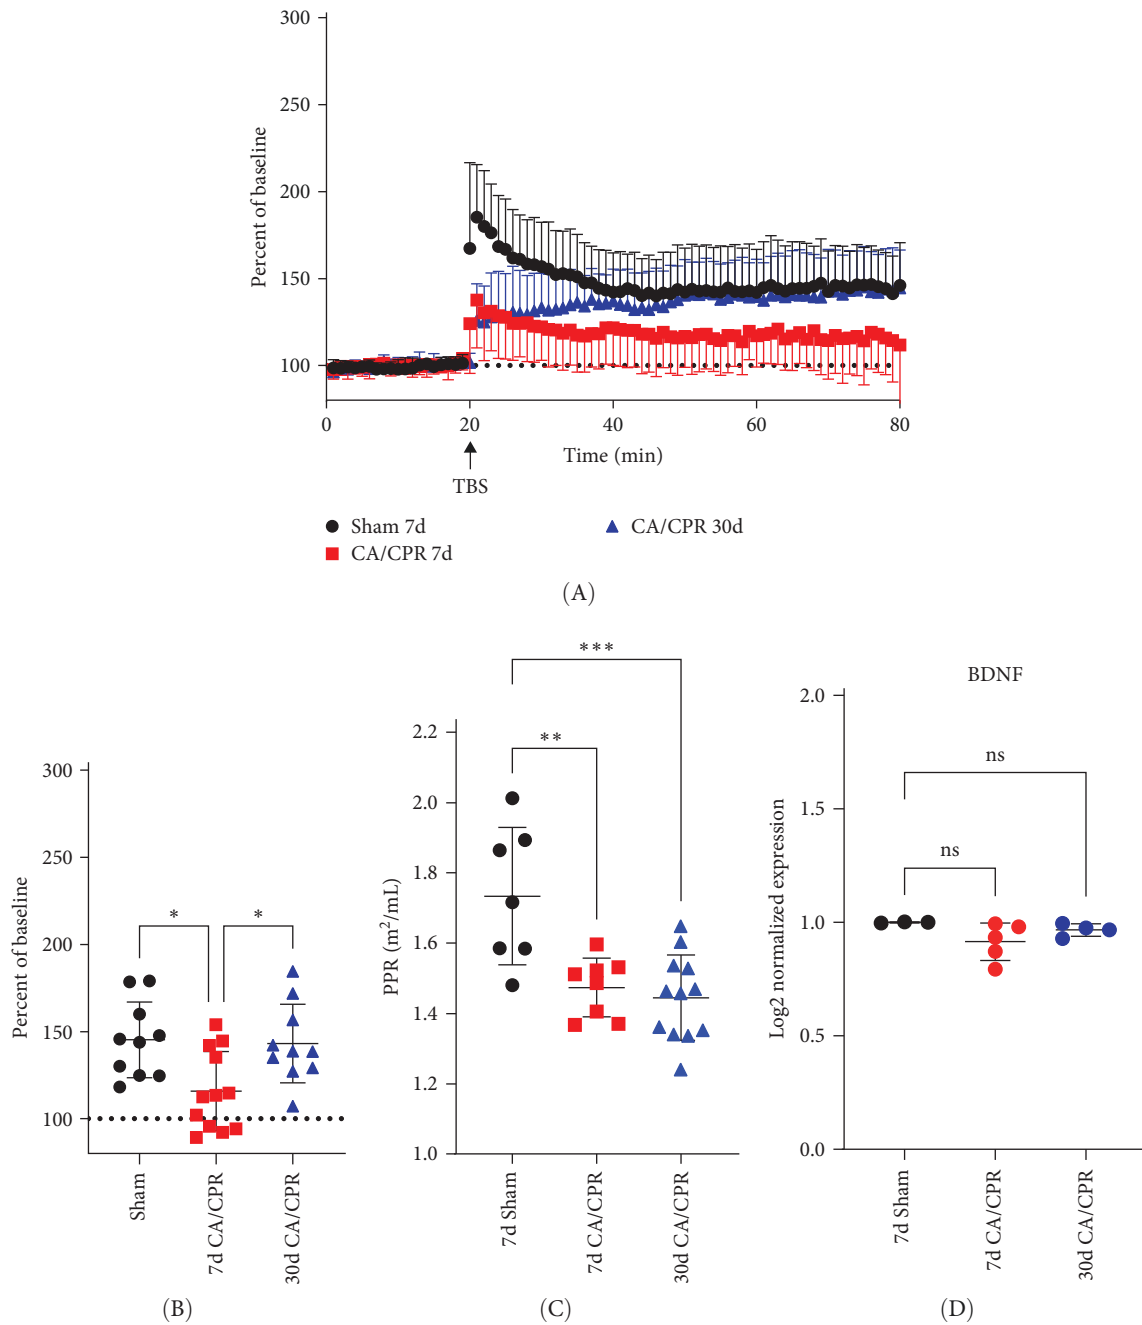 300
250
200
150
100
Percent of baseline
0
20
40
60
80
Time (min)
TBS
Sham 7d
CA/CPR 30d
CA/CPR 7d
(A)
300
250
200
150
100
Percent of baseline
*
*
Sham
7d CA/CPR
30d CA/CPR
(B)
2.2
2.0
1.8
1.6
1.4
1.2
1.0
PPR (m²/mL)
***
**
7d Sham
7d CA/CPR
30d CA/CPR
(C)
BDNF
2.0
1.5
1.0
0.5
0.0
Log2 normalized expression
ns
ns
7d Sham
7d CA/CPR
30d CA/CPR
(D)